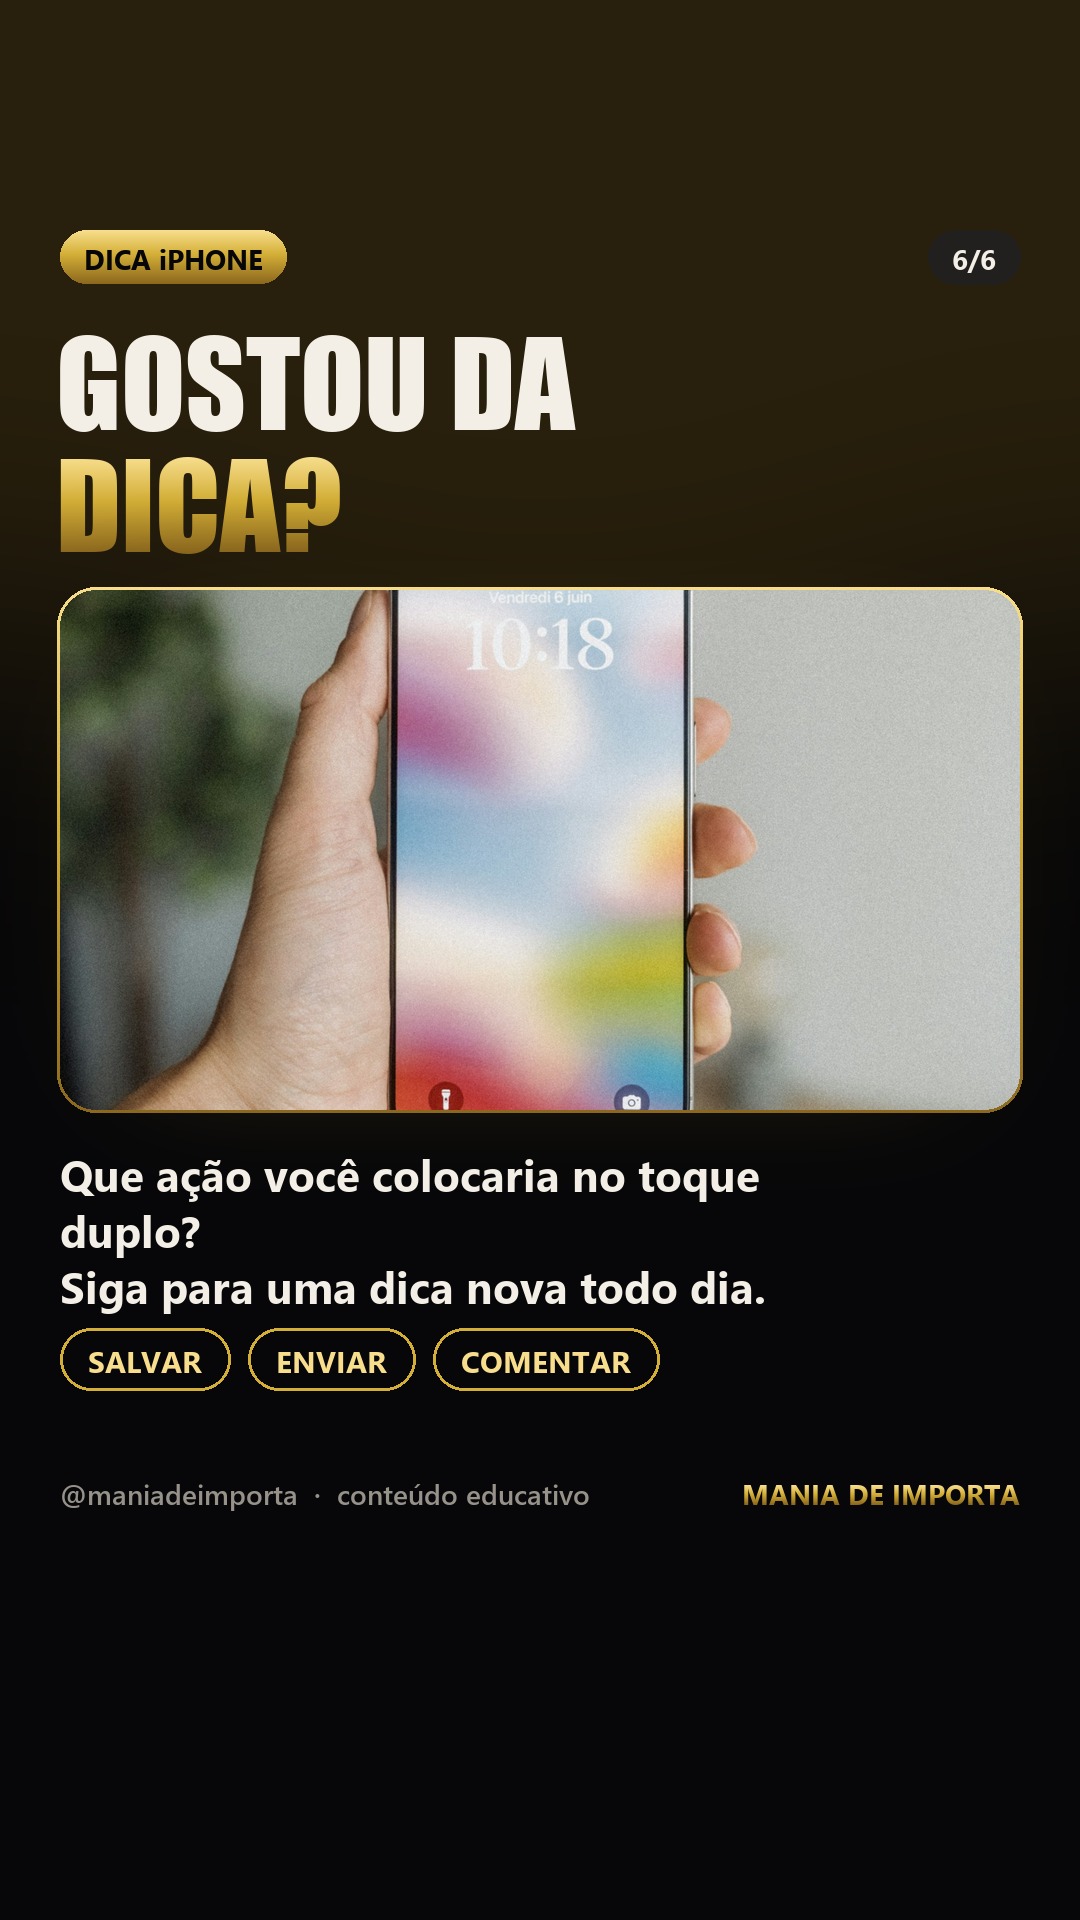 DICA iPHONE
6/6
GOSTOU DA
DICA?
Vendredi 6 juin
10:18
Que ação você colocaria no toque
duplo?
Siga para uma dica nova todo dia.
SALVAR
ENVIAR
COMENTAR
@maniadeimporta · conteúdo educativo
MANIA DE IMPORTA